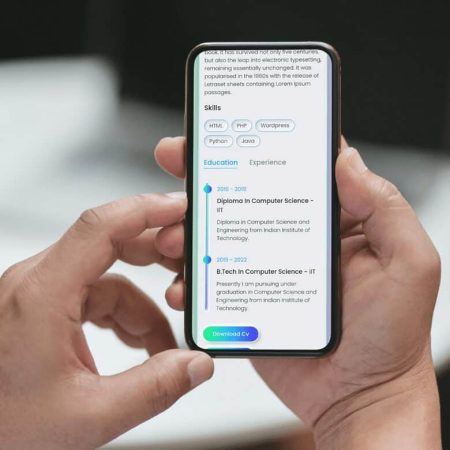 book. It has survived not only five centuries,
but also the leap into electronic typesetting,
remaining essentially unchanged. It was
popularised in the 1960s with the release of
Letraset sheets containing Lorem Ipsum
passages.
Skills
HTML PHP Wordpress
Python Java
Education Experience
2016 - 2019
Diploma In Computer Science -
IIT
Diploma in Computer Science and
Engineering from Indian Institute of
Technology.
2019 - 2022
B.Tech In Computer Science - IIT
Presently I am pursuing under
graduation in Computer Science and
Engineering from Indian Institute of
Technology.
Download Cv